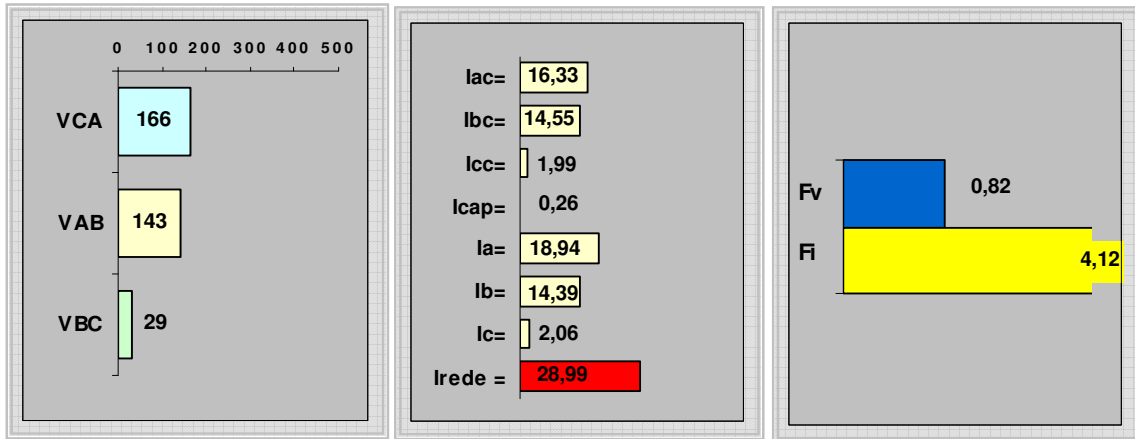 0 100 200 300 400 500
VCA 166
VAB 143
VBC 29
Iac= 16,33
Ibc= 14,55
Icc= 1,99
Icap= 0,26
Ia= 18,94
Ib= 14,39
Ic= 2,06
Irede = 28,99
Fv 0,82
Fi 4,12